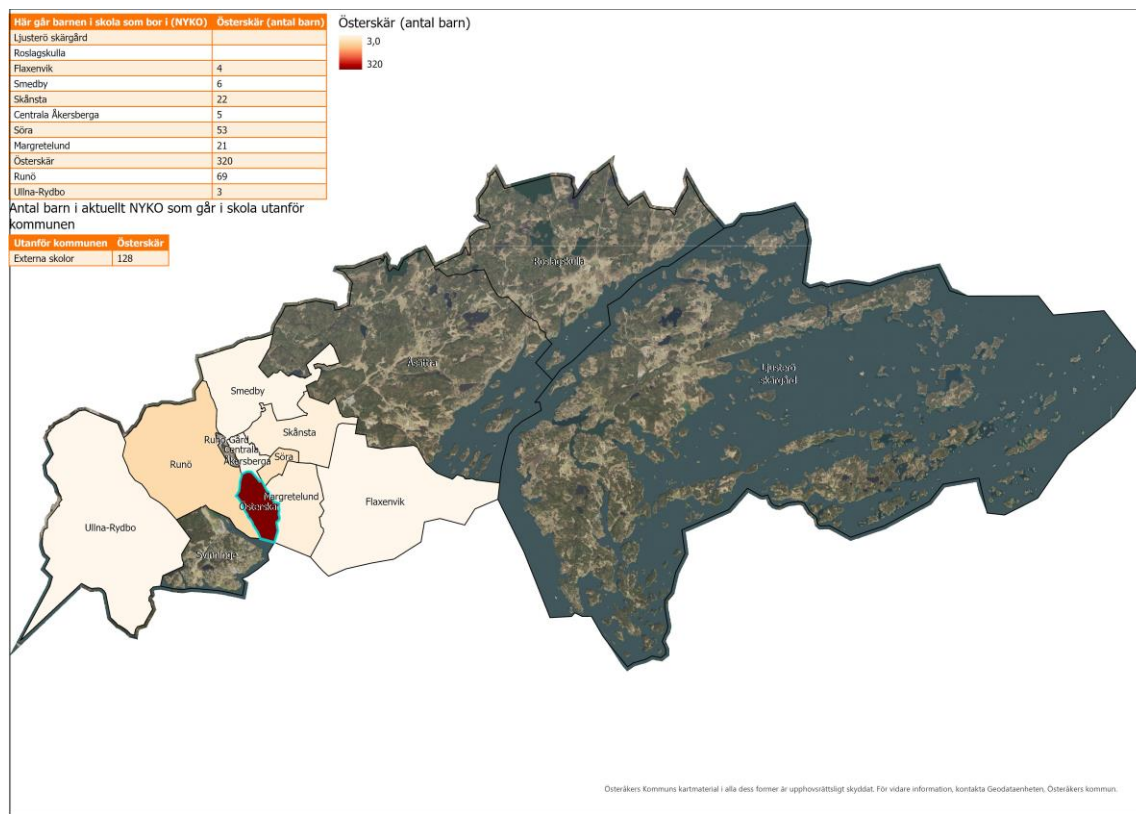 Här går barnen i skola som bor i (NYKO) Österskär (antal barn)
Ljusterö skärgård
Roslagskulla
Flaxenvik 4
Smedby 6
Skånsta 22
Centrala Åkersberga 5
Söra 53
Margretelund 21
Österskär 320
Runö 69
Ullna-Rydbo 3
Österskär (antal barn)
3,0
320
Antal barn i aktuellt NYKO som går i skola utanför
kommunen
Utanför kommunen Österskär
Externa skolor 128
Roslagskulla
Ljusterö
skärgård
Smedby
Skånsta
Runö Gård
Centrala
Åkersberga
Söra
Runö
Margretelund
Flaxenvik
Österskär
Ullna-Rydbo
Svinninge
Österåkers Kommuns kartmaterial i alla dess former är upphovsrättsligt skyddat. För vidare information, kontakta Geodataenheten, Österåkers kommun.